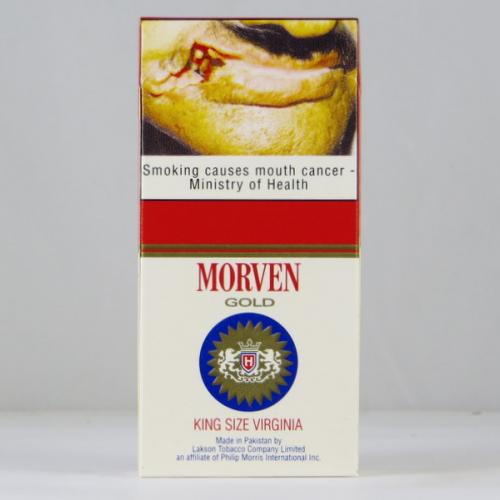 Smoking causes mouth cancer -
Ministry of Health
MORVEN
GOLD
H
KING SIZE VIRGINIA
Made in Pakistan by
Lakson Tobacco Company Limited
an affiliate of Philip Morris International Inc.